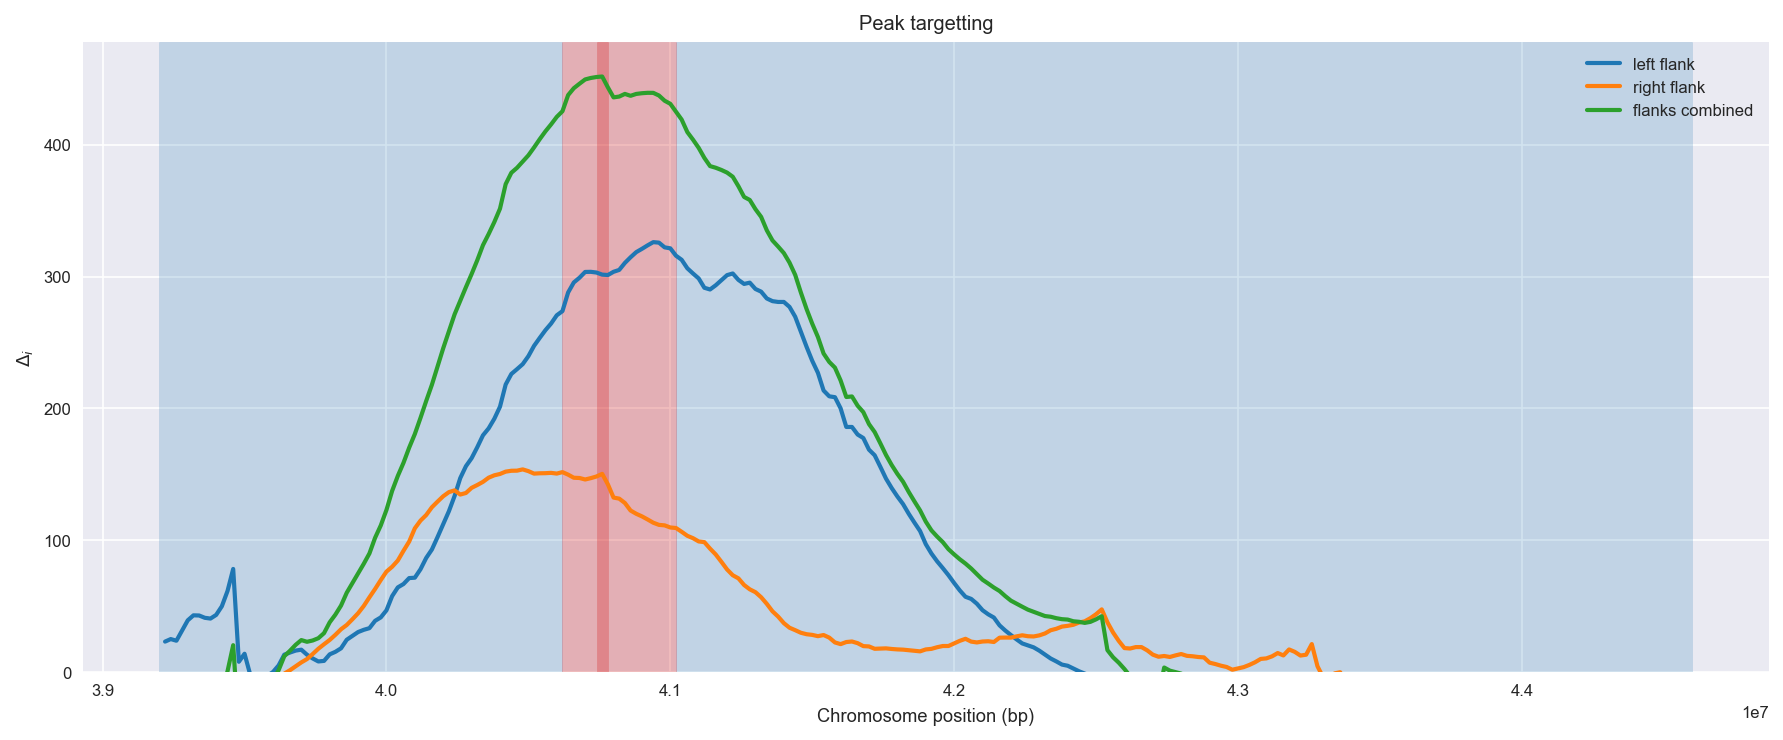 Peak targetting
left flank
right flank
flanks combined
400
300
200
100
0
Δi
3.9
4.0
4.1
4.2
4.3
4.4
1e7
Chromosome position (bp)